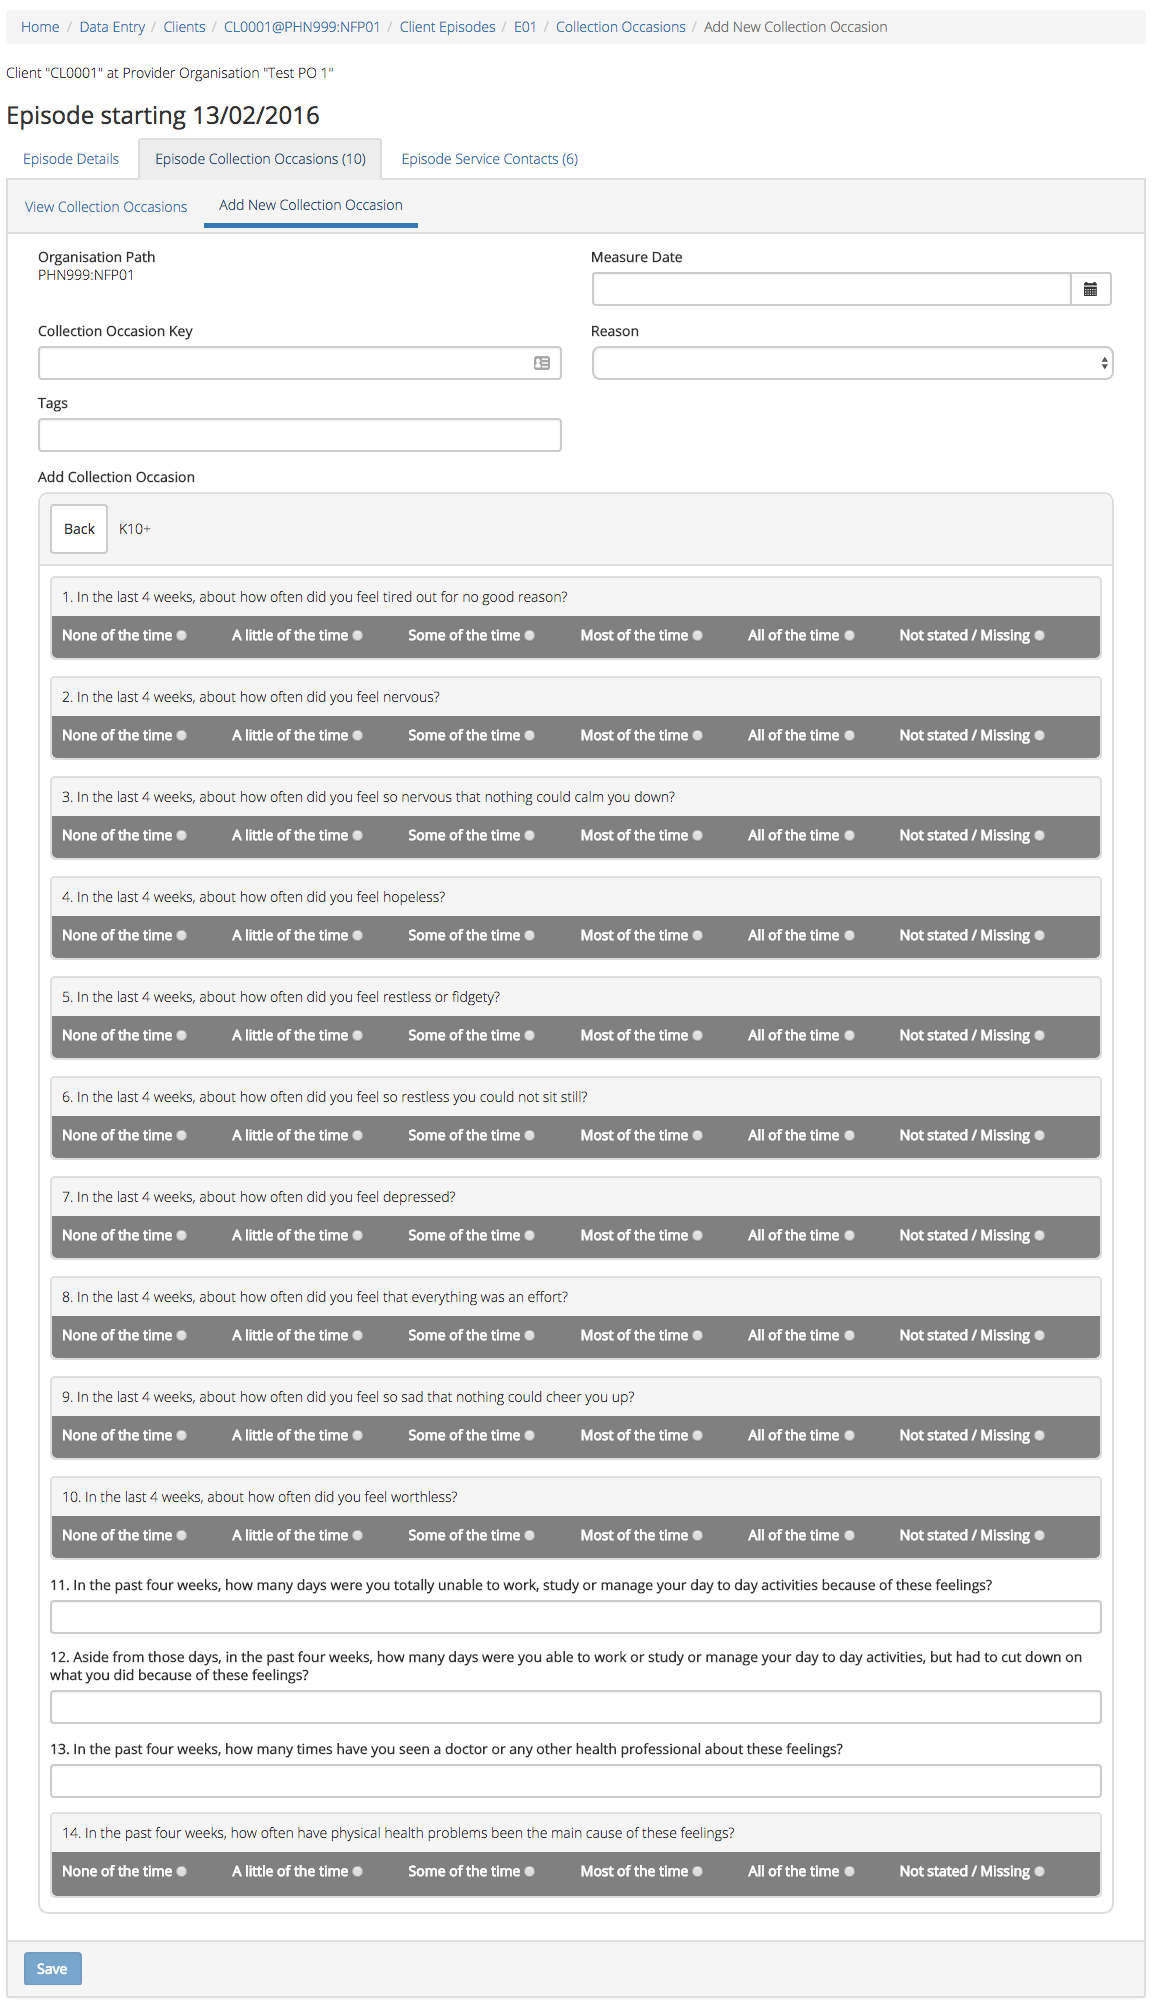 Home / Data Entry / Clients / CL0001@PHN999:NFP01 / Client Episodes / E01 / Collection Occasions / Add New Collection Occasion
Client "CL0001" at Provider Organisation "Test PO 1"
Episode starting 13/02/2016
Episode Details Episode Collection Occasions (10) Episode Service Contacts (6)
View Collection Occasions Add New Collection Occasion
Organisation Path Measure Date
PHN999:NFP01
Collection Occasion Key Reason
Tags
Add Collection Occasion
Back K10+
1. In the last 4 weeks, about how often did you feel tired out for no good reason?
None of the time A little of the time Some of the time Most of the time All of the time Not stated / Missing
2. In the last 4 weeks, about how often did you feel nervous?
None of the time A little of the time Some of the time Most of the time All of the time Not stated / Missing
3. In the last 4 weeks, about how often did you feel so nervous that nothing could calm you down?
None of the time A little of the time Some of the time Most of the time All of the time Not stated / Missing
4. In the last 4 weeks, about how often did you feel hopeless?
None of the time A little of the time Some of the time Most of the time All of the time Not stated / Missing
5. In the last 4 weeks, about how often did you feel restless or fidgety?
None of the time A little of the time Some of the time Most of the time All of the time Not stated / Missing
6. In the last 4 weeks, about how often did you feel so restless you could not sit still?
None of the time A little of the time Some of the time Most of the time All of the time Not stated / Missing
7. In the last 4 weeks, about how often did you feel depressed?
None of the time A little of the time Some of the time Most of the time All of the time Not stated / Missing
8. In the last 4 weeks, about how often did you feel that everything was an effort?
None of the time A little of the time Some of the time Most of the time All of the time Not stated / Missing
9. In the last 4 weeks, about how often did you feel so sad that nothing could cheer you up?
None of the time A little of the time Some of the time Most of the time All of the time Not stated / Missing
10. In the last 4 weeks, about how often did you feel worthless?
None of the time A little of the time Some of the time Most of the time All of the time Not stated / Missing
11. In the past four weeks, how many days were you totally unable to work, study or manage your day to day activities because of these feelings?
12. Aside from those days, in the past four weeks, how many days were you able to work or study or manage your day to day activities, but had to cut down on
what you did because of these feelings?
13. In the past four weeks, how many times have you seen a doctor or any other health professional about these feelings?
14. In the past four weeks, how often have physical health problems been the main cause of these feelings?
None of the time A little of the time Some of the time Most of the time All of the time Not stated / Missing
Save